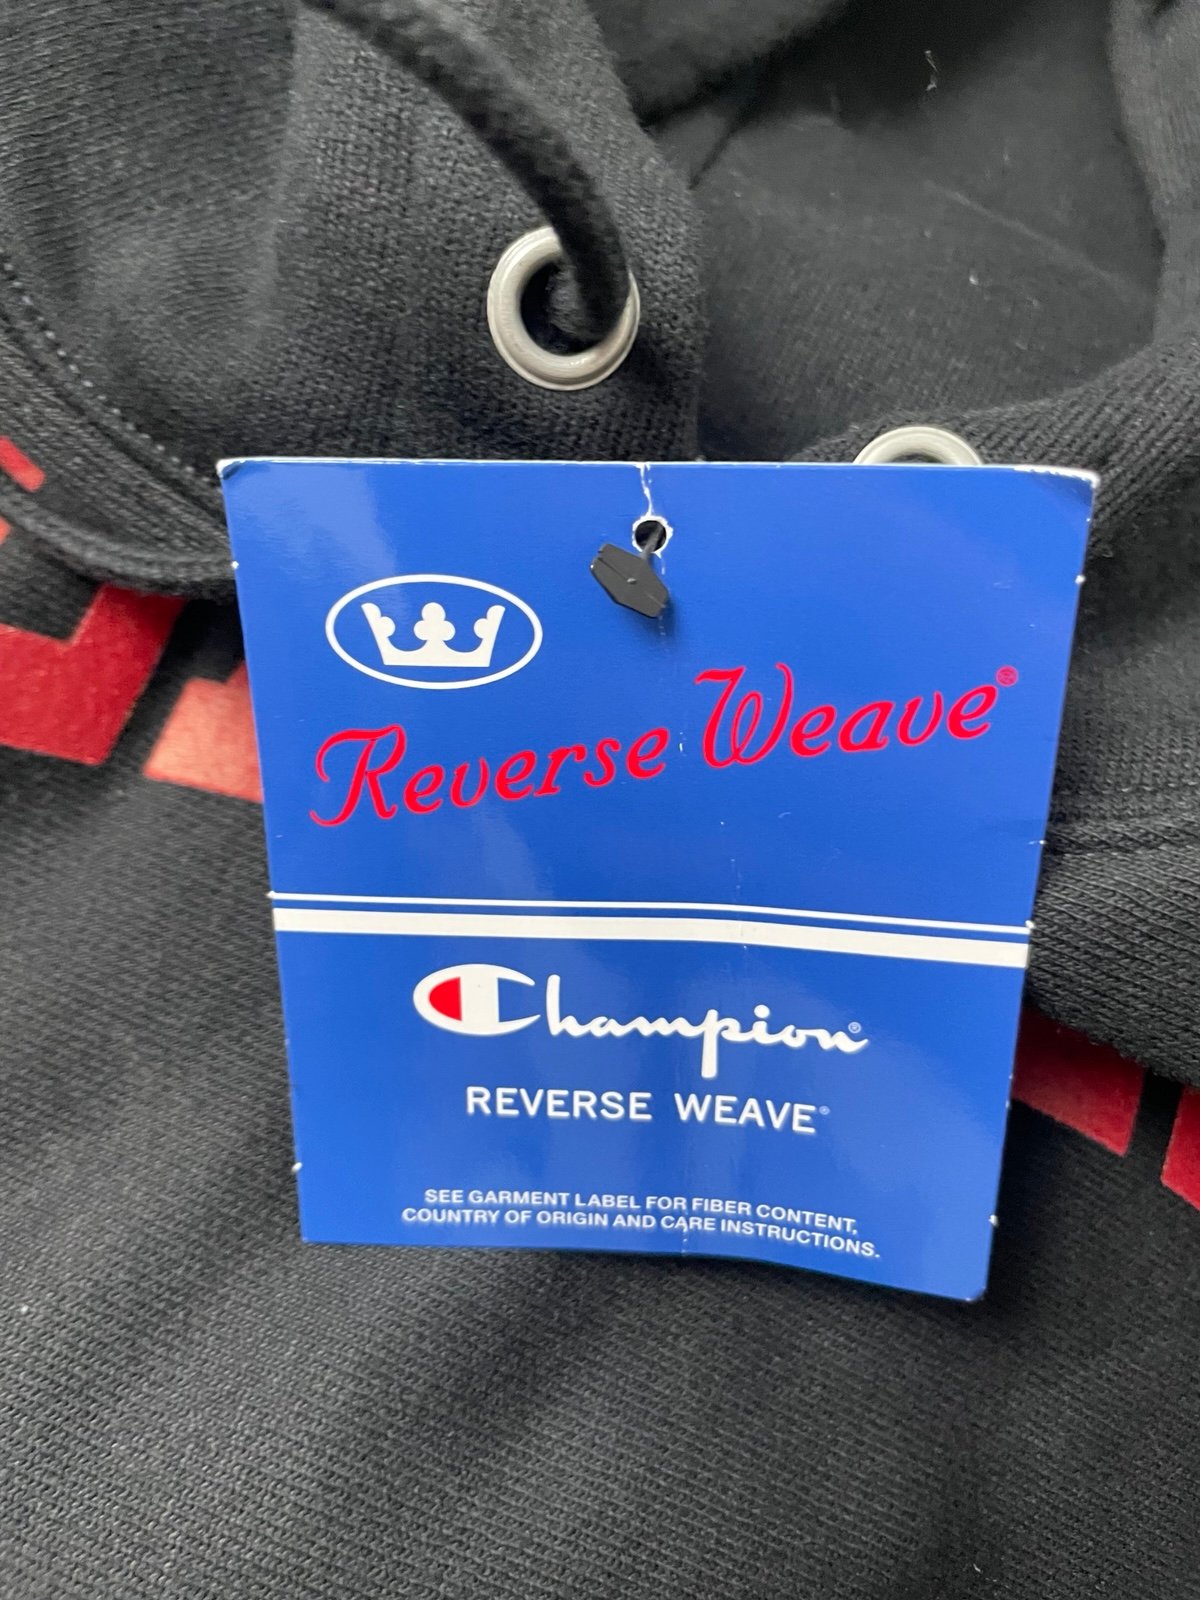 Reverse Weave®
Champion®
REVERSE WEAVE®
SEE GARMENT LABEL FOR FIBER CONTENT,
COUNTRY OF ORIGIN AND CARE INSTRUCTIONS.